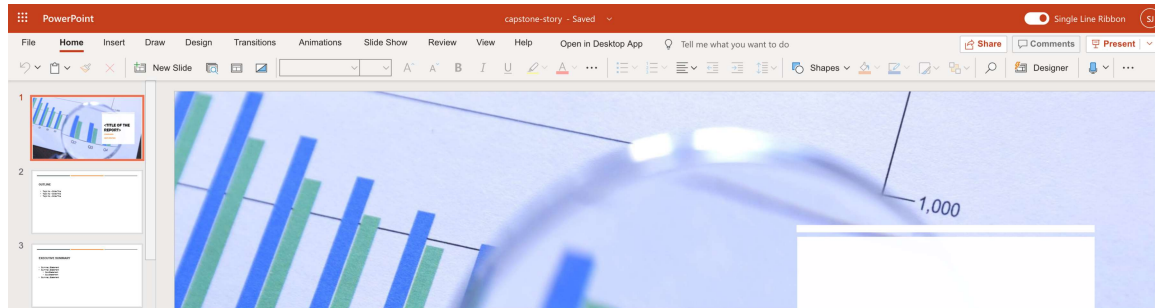 PowerPoint
capstone-story - Saved
Single Line Ribbon
SJ
File Home Insert Draw Design Transitions Animations Slide Show Review View Help Open in Desktop App Tell me what you want to do
Share Comments Present
New Slide
A A B I U A
Shapes
Designer
1
<TITLE OF THE
REPORT>
2
OUTLINE
3
EXECUTIVE SUMMARY
1,000